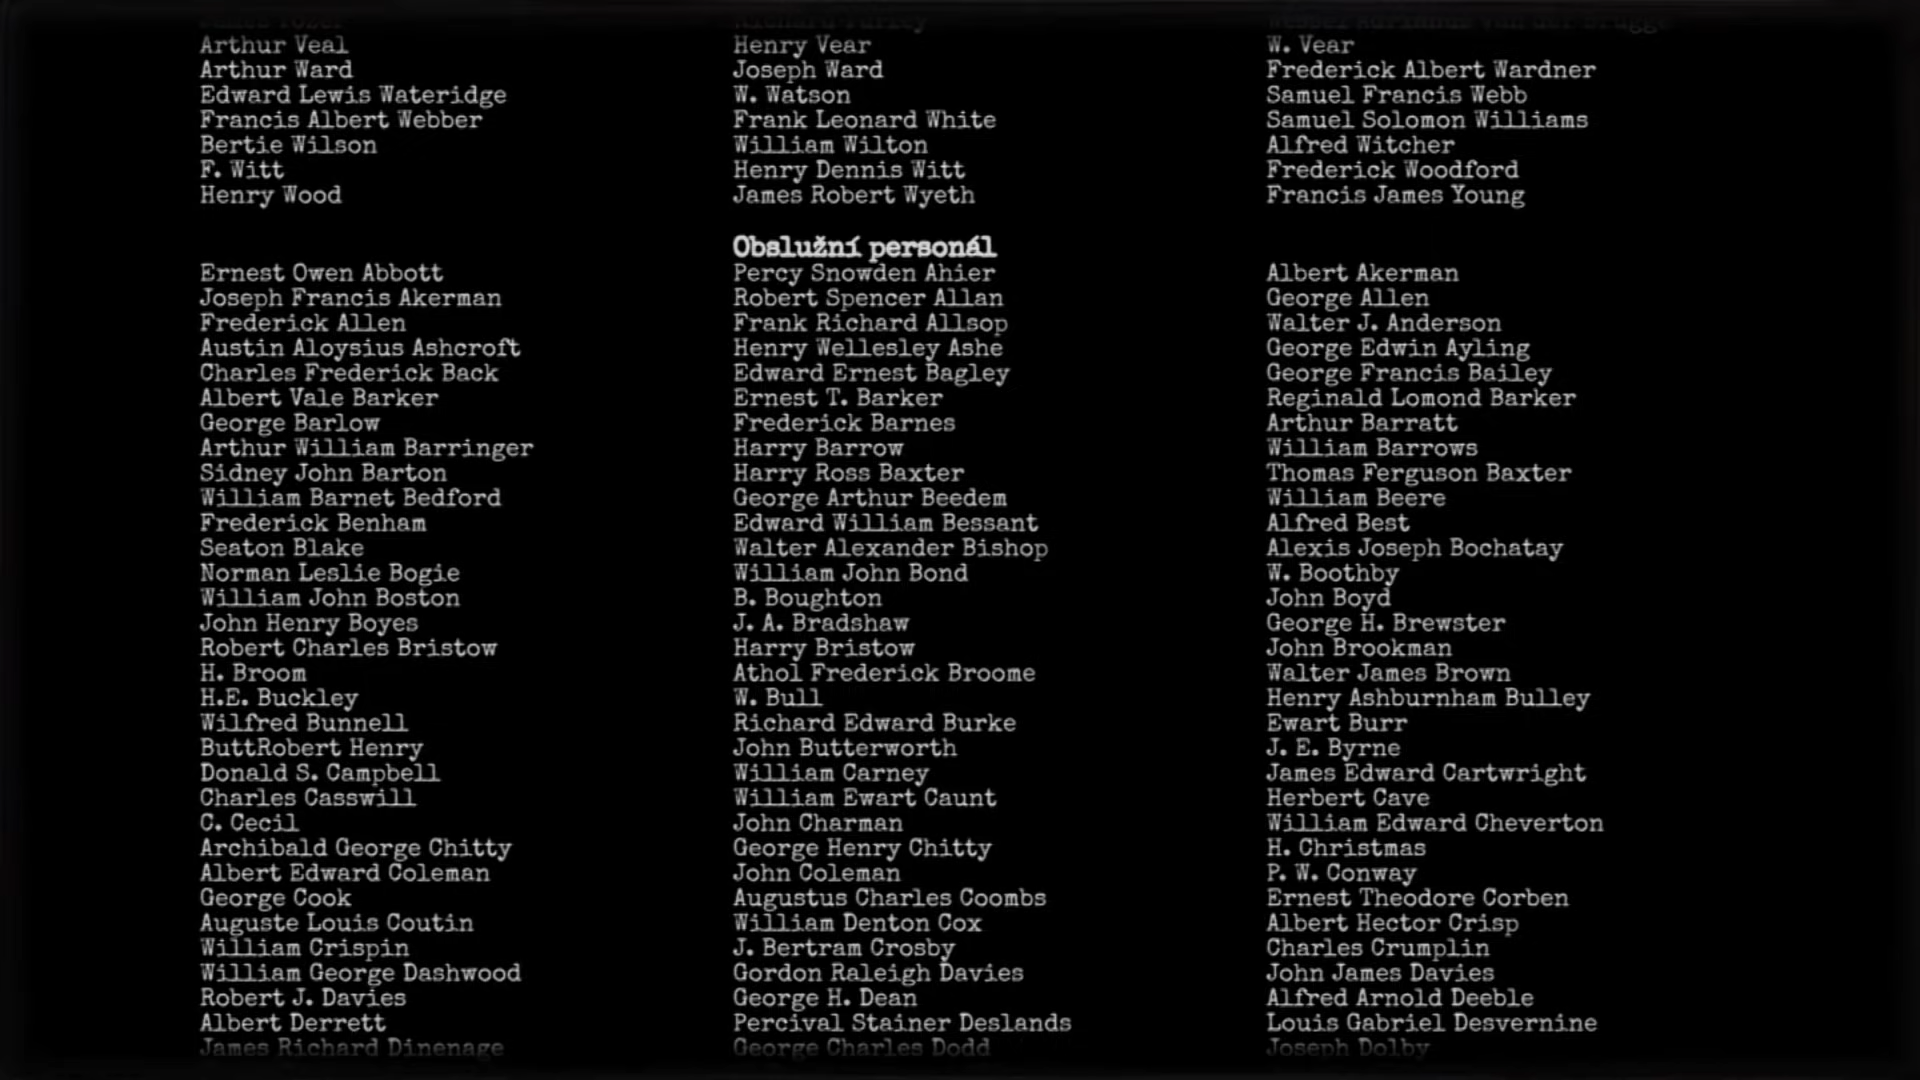 Arthur Veal Henry Vear W. Vear
Arthur Ward Joseph Ward Frederick Albert Wardner
Edward Lewis Wateridge W. Watson Samuel Francis Webb
Francis Albert Webber Frank Leonard White Samuel Solomon Williams
Bertie Wilson William Wilton Alfred Witcher
F. Witt Henry Dennis Witt Frederick Woodford
Henry Wood James Robert Wyeth Francis James Young
Obslužní personál
Ernest Owen Abbott Percy Snowden Ahier Albert Akerman
Joseph Francis Akerman Robert Spencer Allan George Allen
Frederick Allen Frank Richard Allsop Walter J. Anderson
Austin Aloysius Ashcroft Henry Wellesley Ashe George Edwin Ayling
Charles Frederick Back Edward Ernest Bagley George Francis Bailey
Albert Vale Barker Ernest T. Barker Reginald Lomond Barker
George Barlow Frederick Barnes Arthur Barratt
Arthur William Barringer Harry Barrow William Barrows
Sidney John Barton Harry Ross Baxter Thomas Ferguson Baxter
William Barnet Bedford George Arthur Beedem William Beere
Frederick Benham Edward William Bessant Alfred Best
Seaton Blake Walter Alexander Bishop Alexis Joseph Bochatay
Norman Leslie Bogie William John Bond W. Boothby
William John Boston B. Boughton John Boyd
John Henry Boyes J. A. Bradshaw George H. Brewster
Robert Charles Bristow Harry Bristow John Brookman
H. Broom Athol Frederick Broome Walter James Brown
H.E. Buckley W. Bull Henry Ashburnham Bulley
Wilfred Bunnell Richard Edward Burke Ewart Burr
ButtRobert Henry John Butterworth J. E. Byrne
Donald S. Campbell William Carney James Edward Cartwright
Charles Casswill William Ewart Caunt Herbert Cave
C. Cecil John Charman William Edward Cheverton
Archibald George Chitty George Henry Chitty H. Christmas
Albert Edward Coleman John Coleman P. W. Conway
George Cook Augustus Charles Coombs Ernest Theodore Corben
Auguste Louis Coutin William Denton Cox Albert Hector Crisp
William Crispin J. Bertram Crosby Charles Crumplin
William George Dashwood Gordon Raleigh Davies John James Davies
Robert J. Davies George H. Dean Alfred Arnold Deeble
Albert Derrett Percival Stainer Deslands Louis Gabriel Desvernine
James Richard Dinenage George Charles Dodd Joseph Dolby